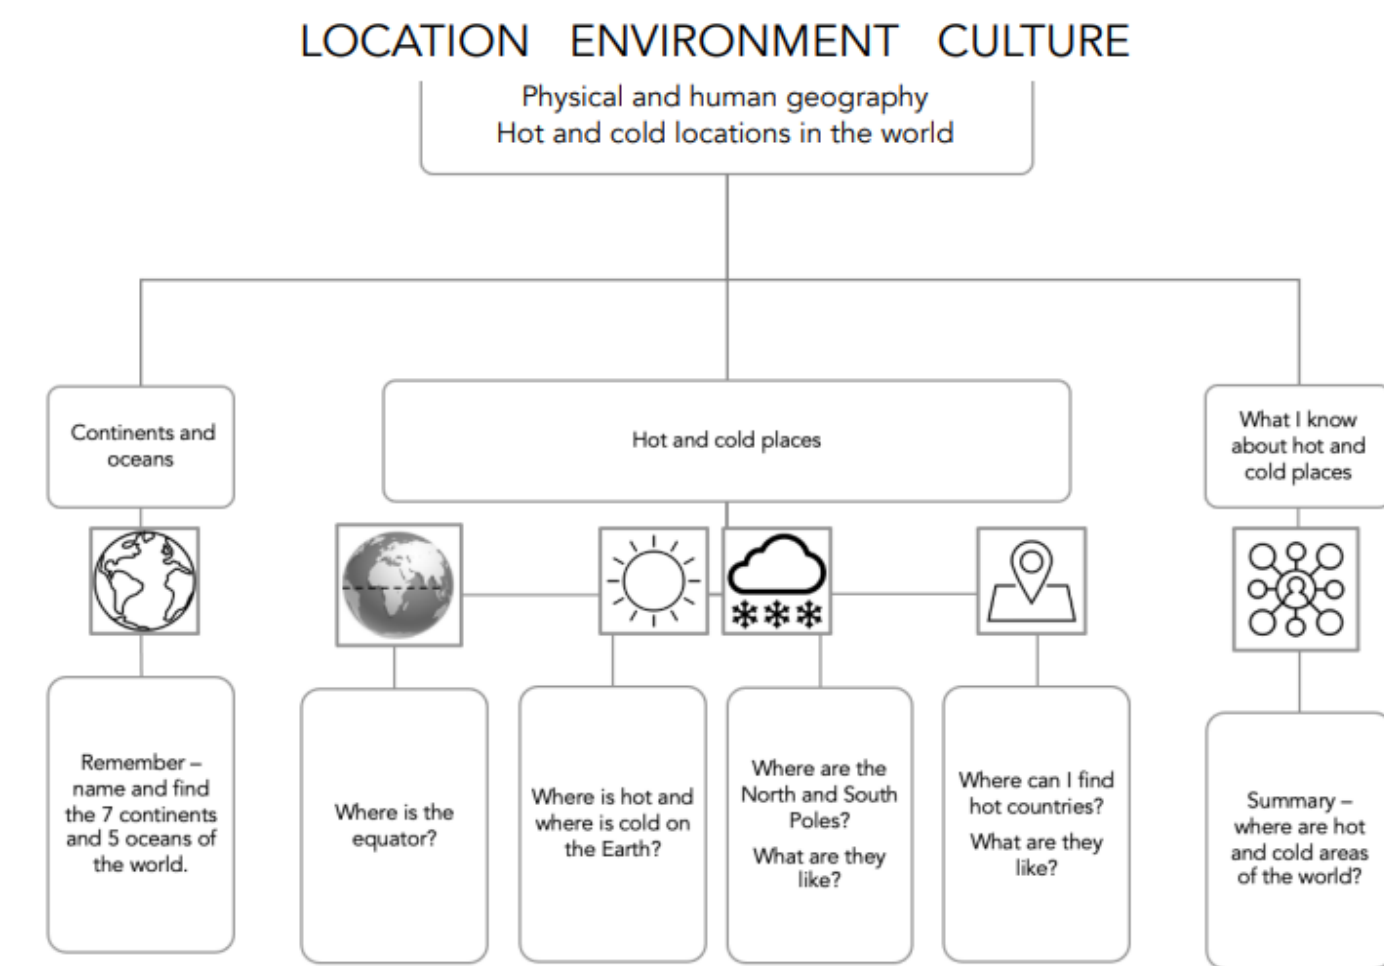 LOCATION ENVIRONMENT CULTURE
Physical and human geography
Hot and cold locations in the world
Continents and
oceans
Hot and cold places
What I know
about hot and
cold places
Remember –
name and find
the 7 continents
and 5 oceans of
the world.
Where is the
equator?
Where is hot and
where is cold on
the Earth?
Where are the
North and South
Poles?
What are they
like?
Where can I find
hot countries?
What are they
like?
Summary –
where are hot
and cold areas
of the world?